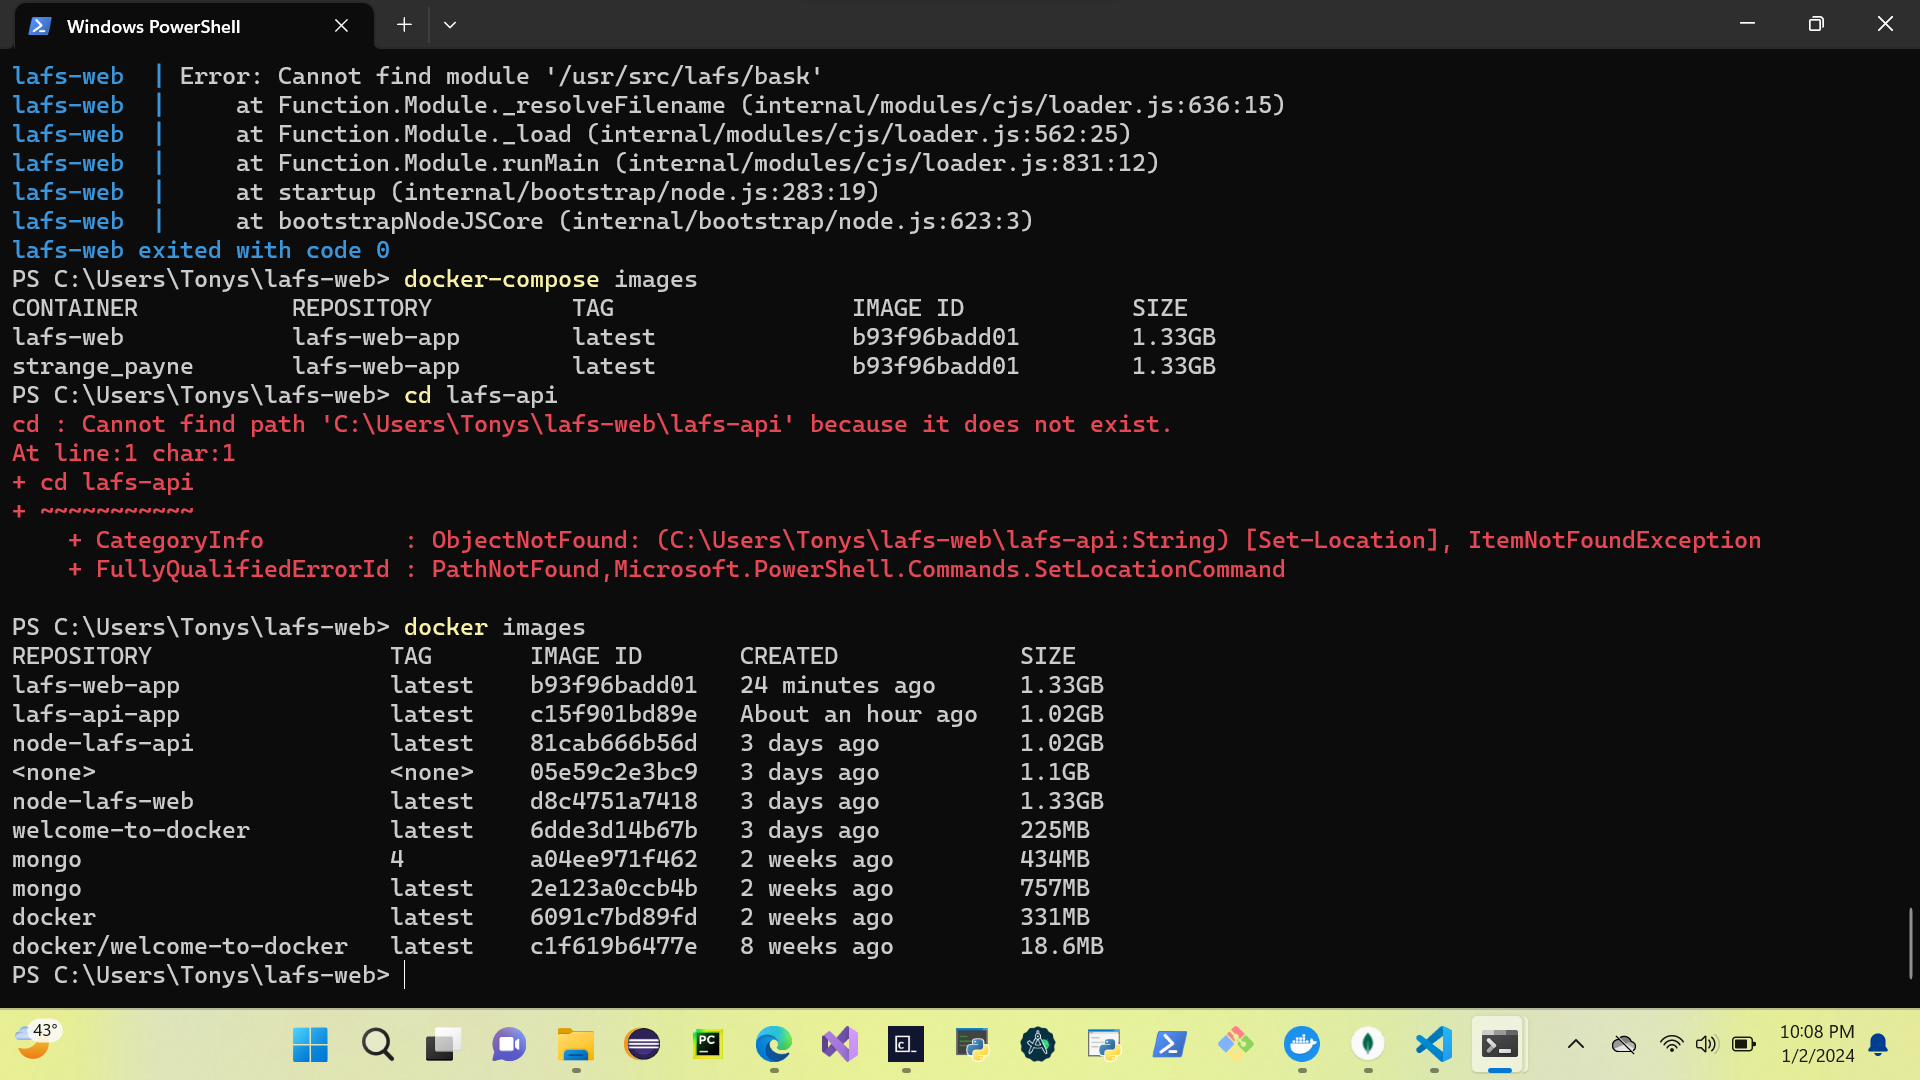 Windows PowerShell
lafs-web  | Error: Cannot find module '/usr/src/lafs/bask'
lafs-web  |     at Function.Module._resolveFilename (internal/modules/cjs/loader.js:636:15)
lafs-web  |     at Function.Module._load (internal/modules/cjs/loader.js:562:25)
lafs-web  |     at Function.Module.runMain (internal/modules/cjs/loader.js:831:12)
lafs-web  |     at startup (internal/bootstrap/node.js:283:19)
lafs-web  |     at bootstrapNodeJSCore (internal/bootstrap/node.js:623:3)
lafs-web exited with code 0
PS C:\Users\Tonys\lafs-web> docker-compose images
CONTAINER           REPOSITORY          TAG                 IMAGE ID            SIZE
lafs-web            lafs-web-app        latest              b93f96badd01        1.33GB
strange_payne       lafs-web-app        latest              b93f96badd01        1.33GB
PS C:\Users\Tonys\lafs-web> cd lafs-api
cd : Cannot find path 'C:\Users\Tonys\lafs-web\lafs-api' because it does not exist.
At line:1 char:1
+ cd lafs-api
+ ~~~~~~~~~~~
    + CategoryInfo          : ObjectNotFound: (C:\Users\Tonys\lafs-web\lafs-api:String) [Set-Location], ItemNotFoundException
    + FullyQualifiedErrorId : PathNotFound,Microsoft.PowerShell.Commands.SetLocationCommand
PS C:\Users\Tonys\lafs-web> docker images
REPOSITORY                 TAG       IMAGE ID       CREATED             SIZE
lafs-web-app               latest    b93f96badd01   24 minutes ago      1.33GB
lafs-api-app               latest    c15f901bd89e   About an hour ago   1.02GB
node-lafs-api              latest    81cab666b56d   3 days ago          1.02GB
<none>                     <none>    05e59c2e3bc9   3 days ago          1.1GB
node-lafs-web              latest    d8c4751a7418   3 days ago          1.33GB
welcome-to-docker          latest    6dde3d14b67b   3 days ago          225MB
mongo                      4         a04ee971f462   2 weeks ago         434MB
mongo                      latest    2e123a0ccb4b   2 weeks ago         757MB
docker                     latest    6091c7bd89fd   2 weeks ago         331MB
docker/welcome-to-docker   latest    c1f619b6477e   8 weeks ago         18.6MB
PS C:\Users\Tonys\lafs-web>
43°
PC
10:08 PM
1/2/2024